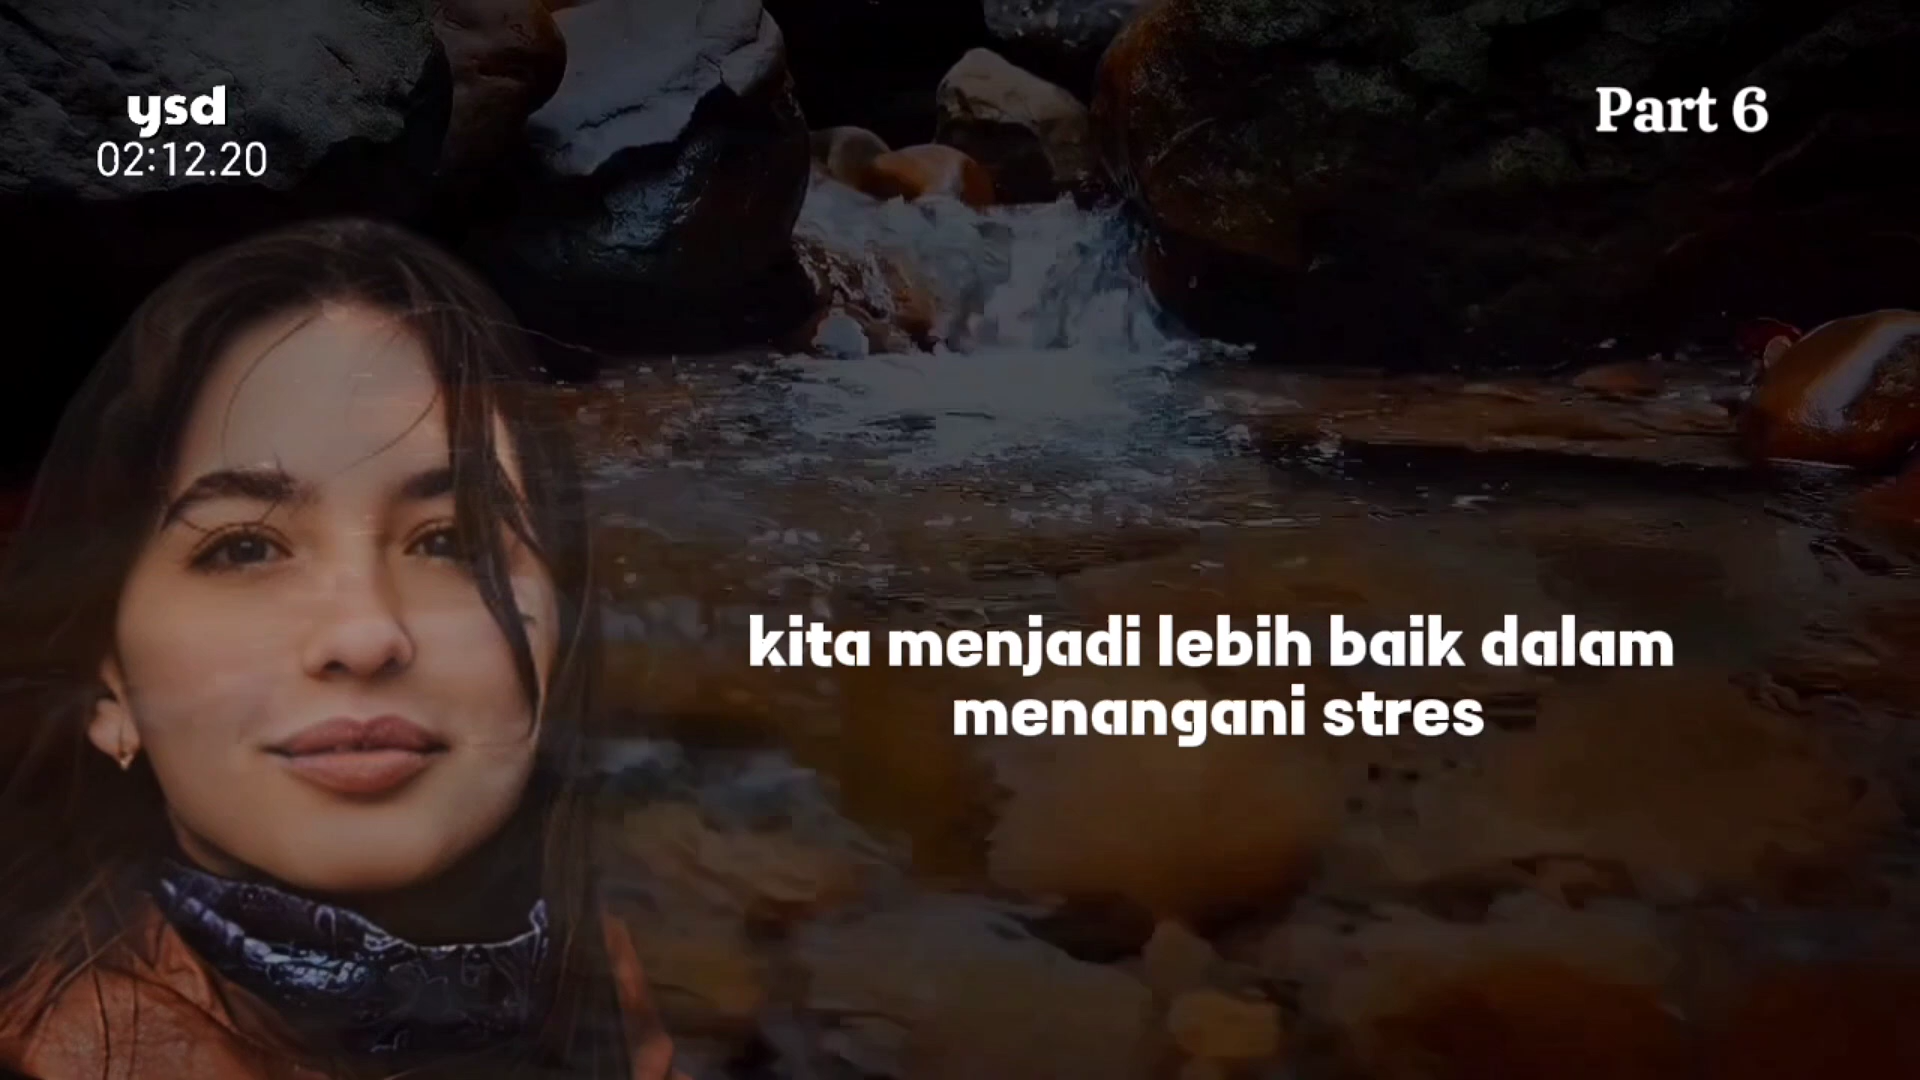 ysd
02:12.20
Part 6
kita menjadi lebih baik dalam
menangani stres